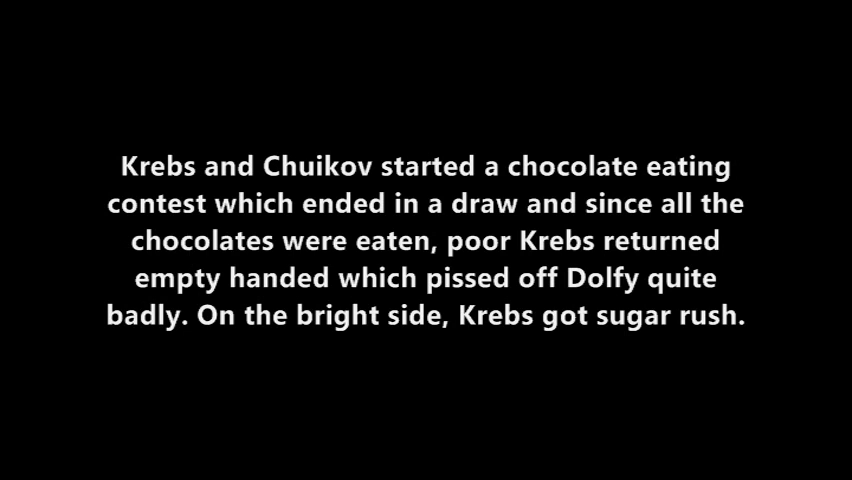 Krebs and Chuikov started a chocolate eating
contest which ended in a draw and since all the
chocolates were eaten, poor Krebs returned
empty handed which pissed off Dolfy quite
badly. On the bright side, Krebs got sugar rush.